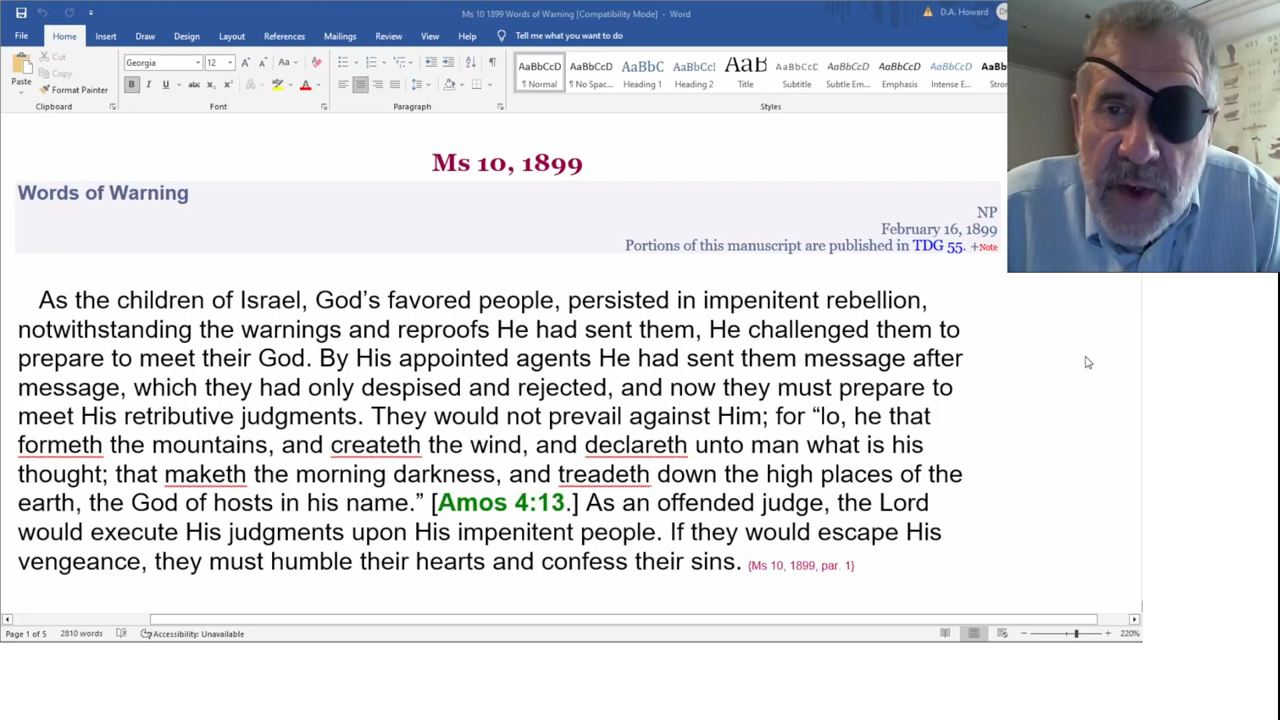 Ms 10 1899 Words of Warning [Compatibility Mode] - Word
D.A. Howard
File Home Insert Draw Design Layout References Mailings Review View Help Tell me what you want to do
Paste
Cut
Copy
Format Painter
Clipboard
Georgia 12
Font
Paragraph
AaBbCcD AaBbCcD AaBbC AaBbCcI AaB AaBbCcD AaBbCcD AaBbCcD AaBbCcD AaBbCcD
¶ Normal ¶ No Spac... Heading 1 Heading 2 Title Subtitle Subtle Em... Emphasis Intense E... Stron
Styles
Ms 10, 1899
Words of Warning
NP
February 16, 1899
Portions of this manuscript are published in TDG 55. +Note
As the children of Israel, God’s favored people, persisted in impenitent rebellion,
notwithstanding the warnings and reproofs He had sent them, He challenged them to
prepare to meet their God. By His appointed agents He had sent them message after
message, which they had only despised and rejected, and now they must prepare to
meet His retributive judgments. They would not prevail against Him; for “lo, he that
formeth the mountains, and createth the wind, and declareth unto man what is his
thought; that maketh the morning darkness, and treadeth down the high places of the
earth, the God of hosts in his name.” [Amos 4:13.] As an offended judge, the Lord
would execute His judgments upon His impenitent people. If they would escape His
vengeance, they must humble their hearts and confess their sins. {Ms 10, 1899, par. 1}
Page 1 of 5 2810 words Accessibility: Unavailable 220%